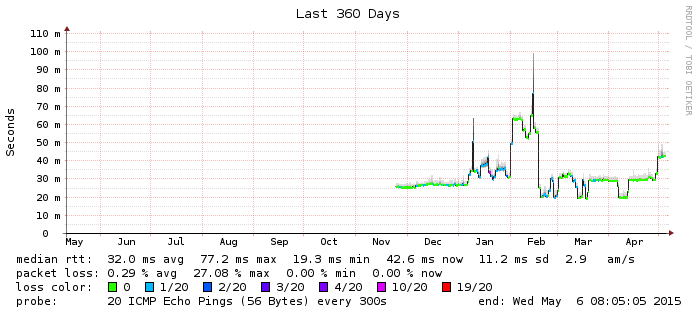 Last 360 Days
RRDTOOL / TOBI OETIKER
Seconds
110 m
100 m
90 m
80 m
70 m
60 m
50 m
40 m
30 m
20 m
10 m
0
May Jun Jul Aug Sep Oct Nov Dec Jan Feb Mar Apr
median rtt: 32.0 ms avg 77.2 ms max 19.3 ms min 42.6 ms now 11.2 ms sd 2.9 am/s
packet loss: 0.29 % avg 27.08 % max 0.00 % min 0.00 % now
loss color: 0 1/20 2/20 3/20 4/20 10/20 19/20
probe: 20 ICMP Echo Pings (56 Bytes) every 300s end: Wed May 6 08:05:05 2015